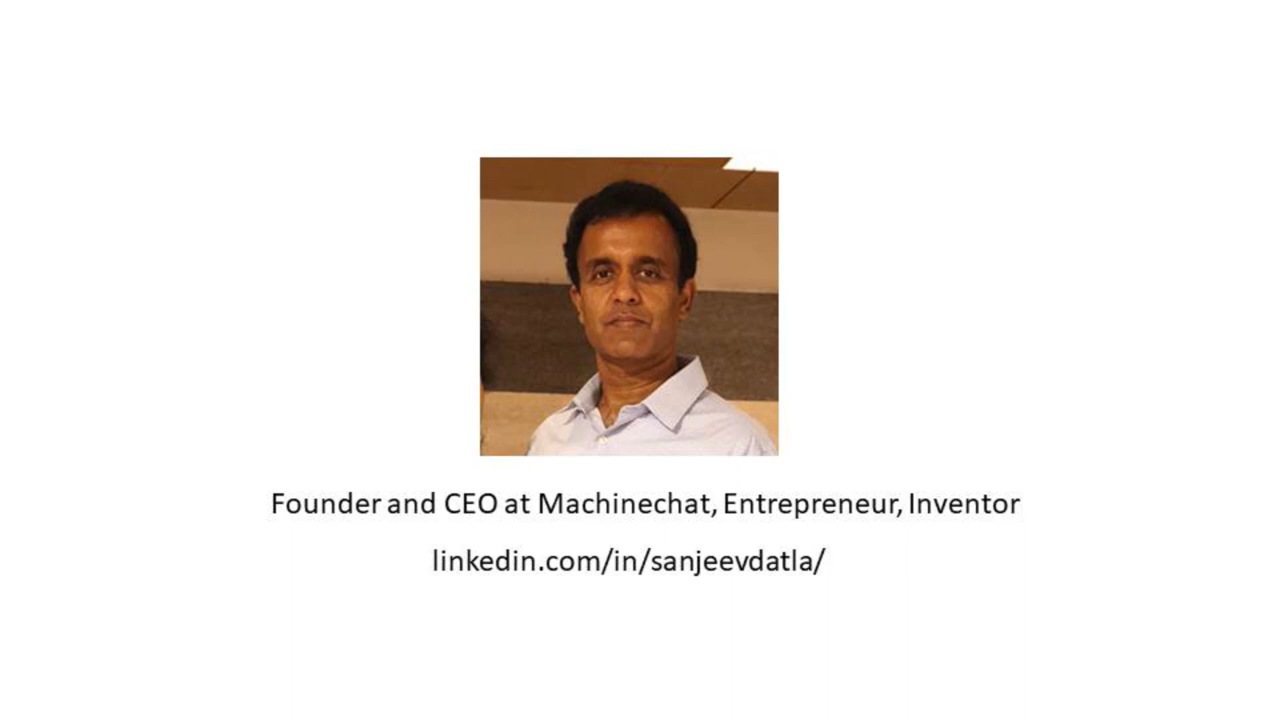 Founder and CEO at Machinechat, Entrepreneur, Inventor
linkedin.com/in/sanjeevdatla/